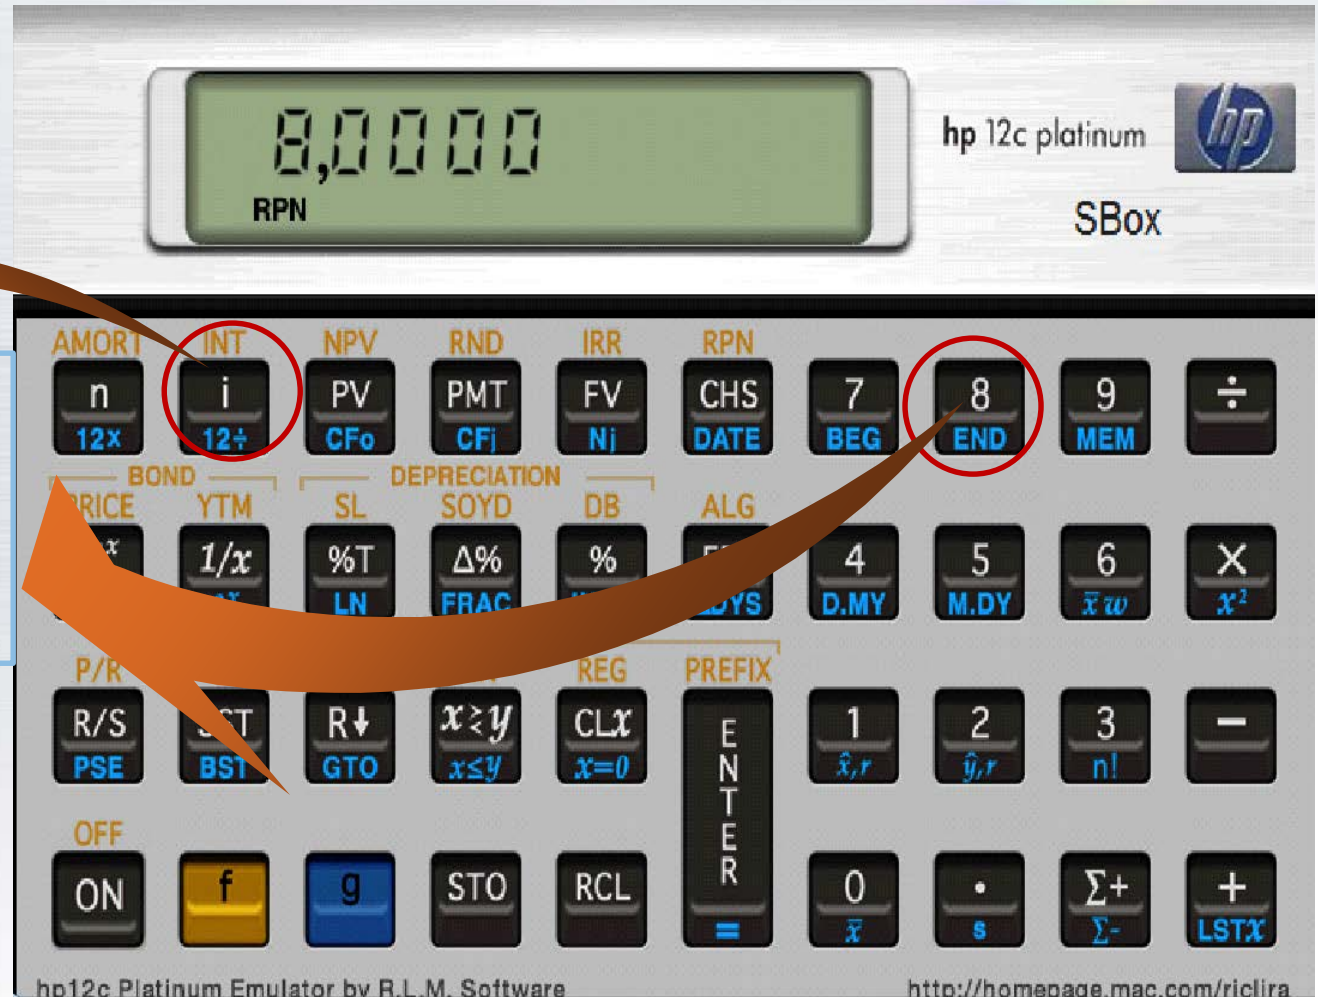 8,0000
RPN
hp 12c platinum
hp
SBox
AMORT INT NPV RND IRR RPN
n i PV PMT FV CHS 7 8 9 ÷
12x 12÷ CFo CFj Nj DATE BEG END MEM
BOND DEPRECIATION
PRICE YTM SL SOYD DB ALG
x 1/x %T Δ% % 4 5 6 X
LN FRAC DYS D.MY M.DY x̄w x²
P/R REG PREFIX
R/S R↓ x≷y CLx ENTER 1 2 3 −
PSE BST GTO x≤y x=0 x̂,r ŷ,r n!
OFF
ON f g STO RCL 0 . Σ+ +
= x̄ s Σ- LSTX
hp12c Platinum Emulator by R.L.M. Software http://homepage.mac.com/riclira